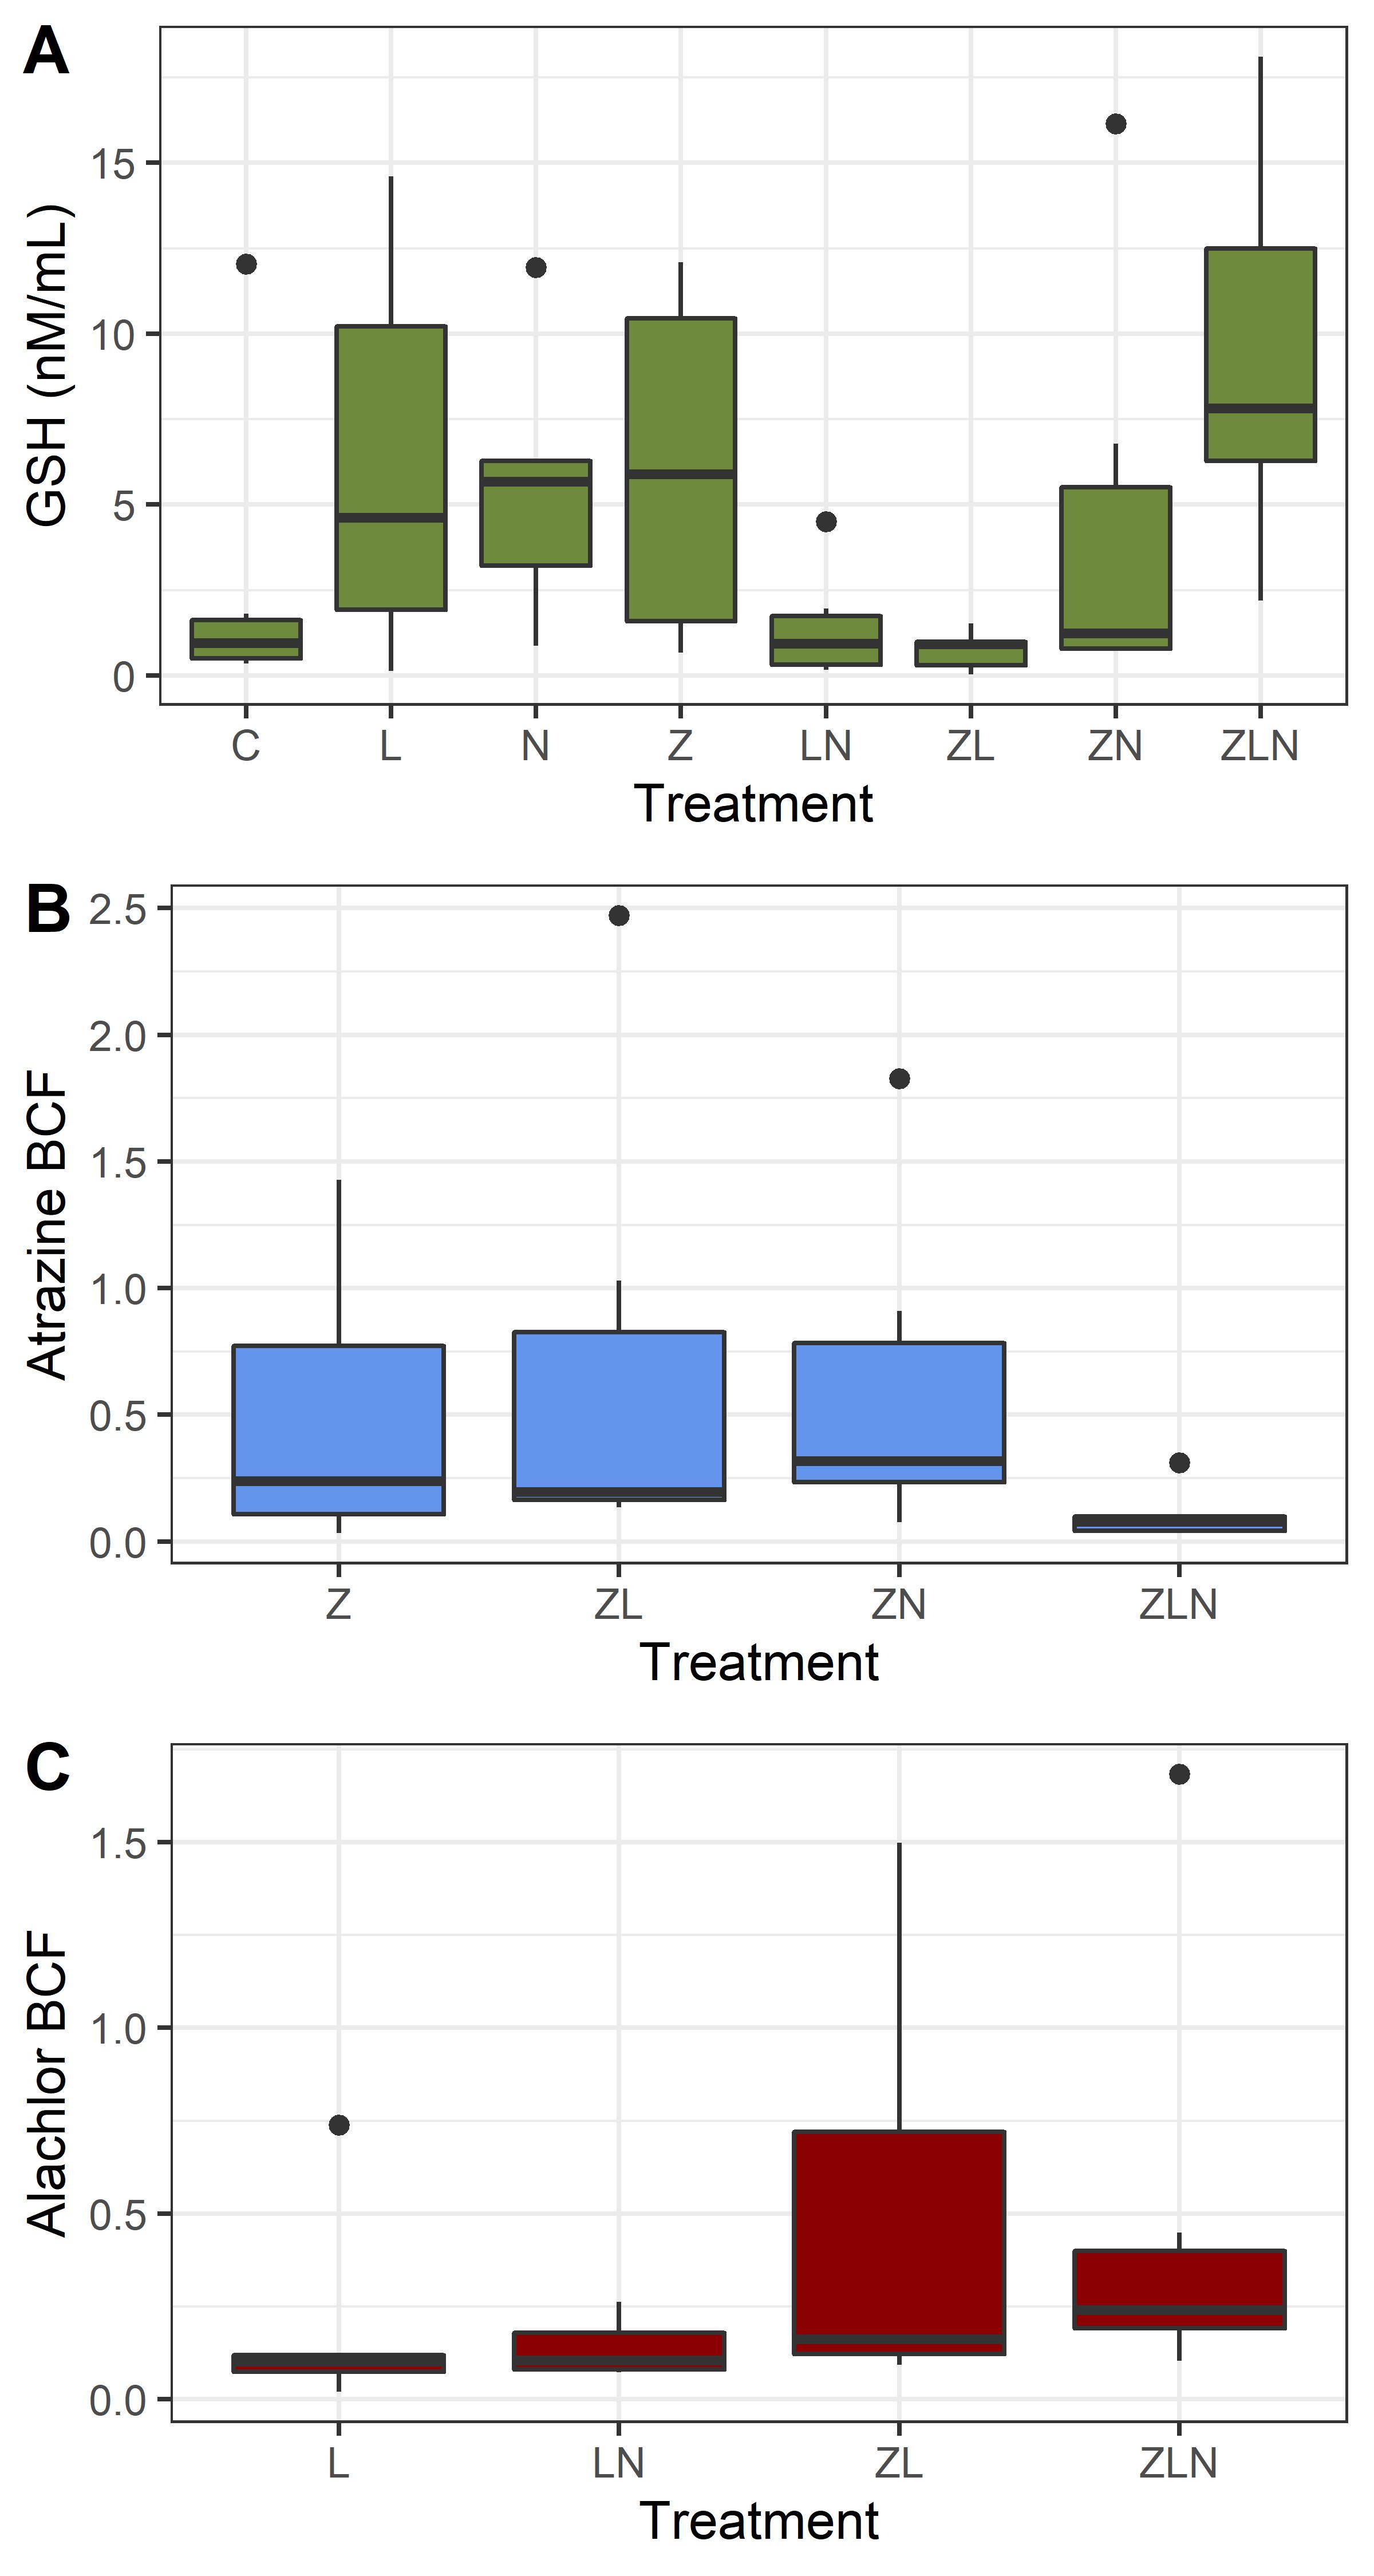 A
GSH (nM/mL)
15
10
5
0
C L N Z LN ZL ZN ZLN
Treatment
B
Atrazine BCF
2.5
2.0
1.5
1.0
0.5
0.0
Z ZL ZN ZLN
Treatment
C
Alachlor BCF
1.5
1.0
0.5
0.0
L LN ZL ZLN
Treatment